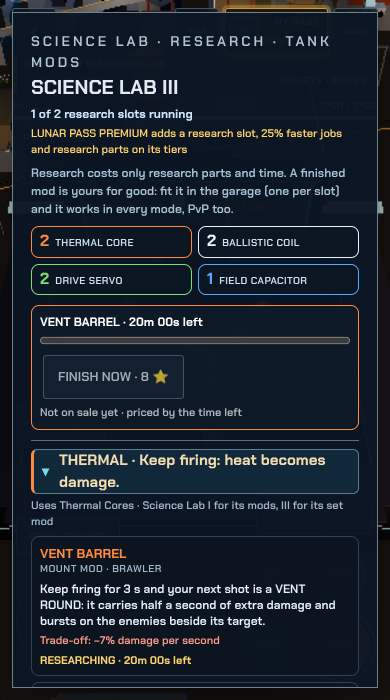 SCIENCE LAB · RESEARCH · TANK
MODS
SCIENCE LAB III
1 of 2 research slots running
LUNAR PASS PREMIUM adds a research slot, 25% faster jobs
and research parts on its tiers
Research costs only research parts and time. A finished
mod is yours for good: fit it in the garage (one per slot)
and it works in every mode, PvP too.
2 THERMAL CORE
2 BALLISTIC COIL
2 DRIVE SERVO
1 FIELD CAPACITOR
VENT BARREL · 20m 00s left
FINISH NOW · 8 ⭐
Not on sale yet · priced by the time left
▼ THERMAL · Keep firing: heat becomes
damage.
Uses Thermal Cores · Science Lab I for its mods, III for its set
mod
VENT BARREL
MOUNT MOD · BRAWLER
Keep firing for 3 s and your next shot is a VENT
ROUND: it carries half a second of extra damage and
bursts on the enemies beside its target.
Trade-off: −7% damage per second
RESEARCHING · 20m 00s left